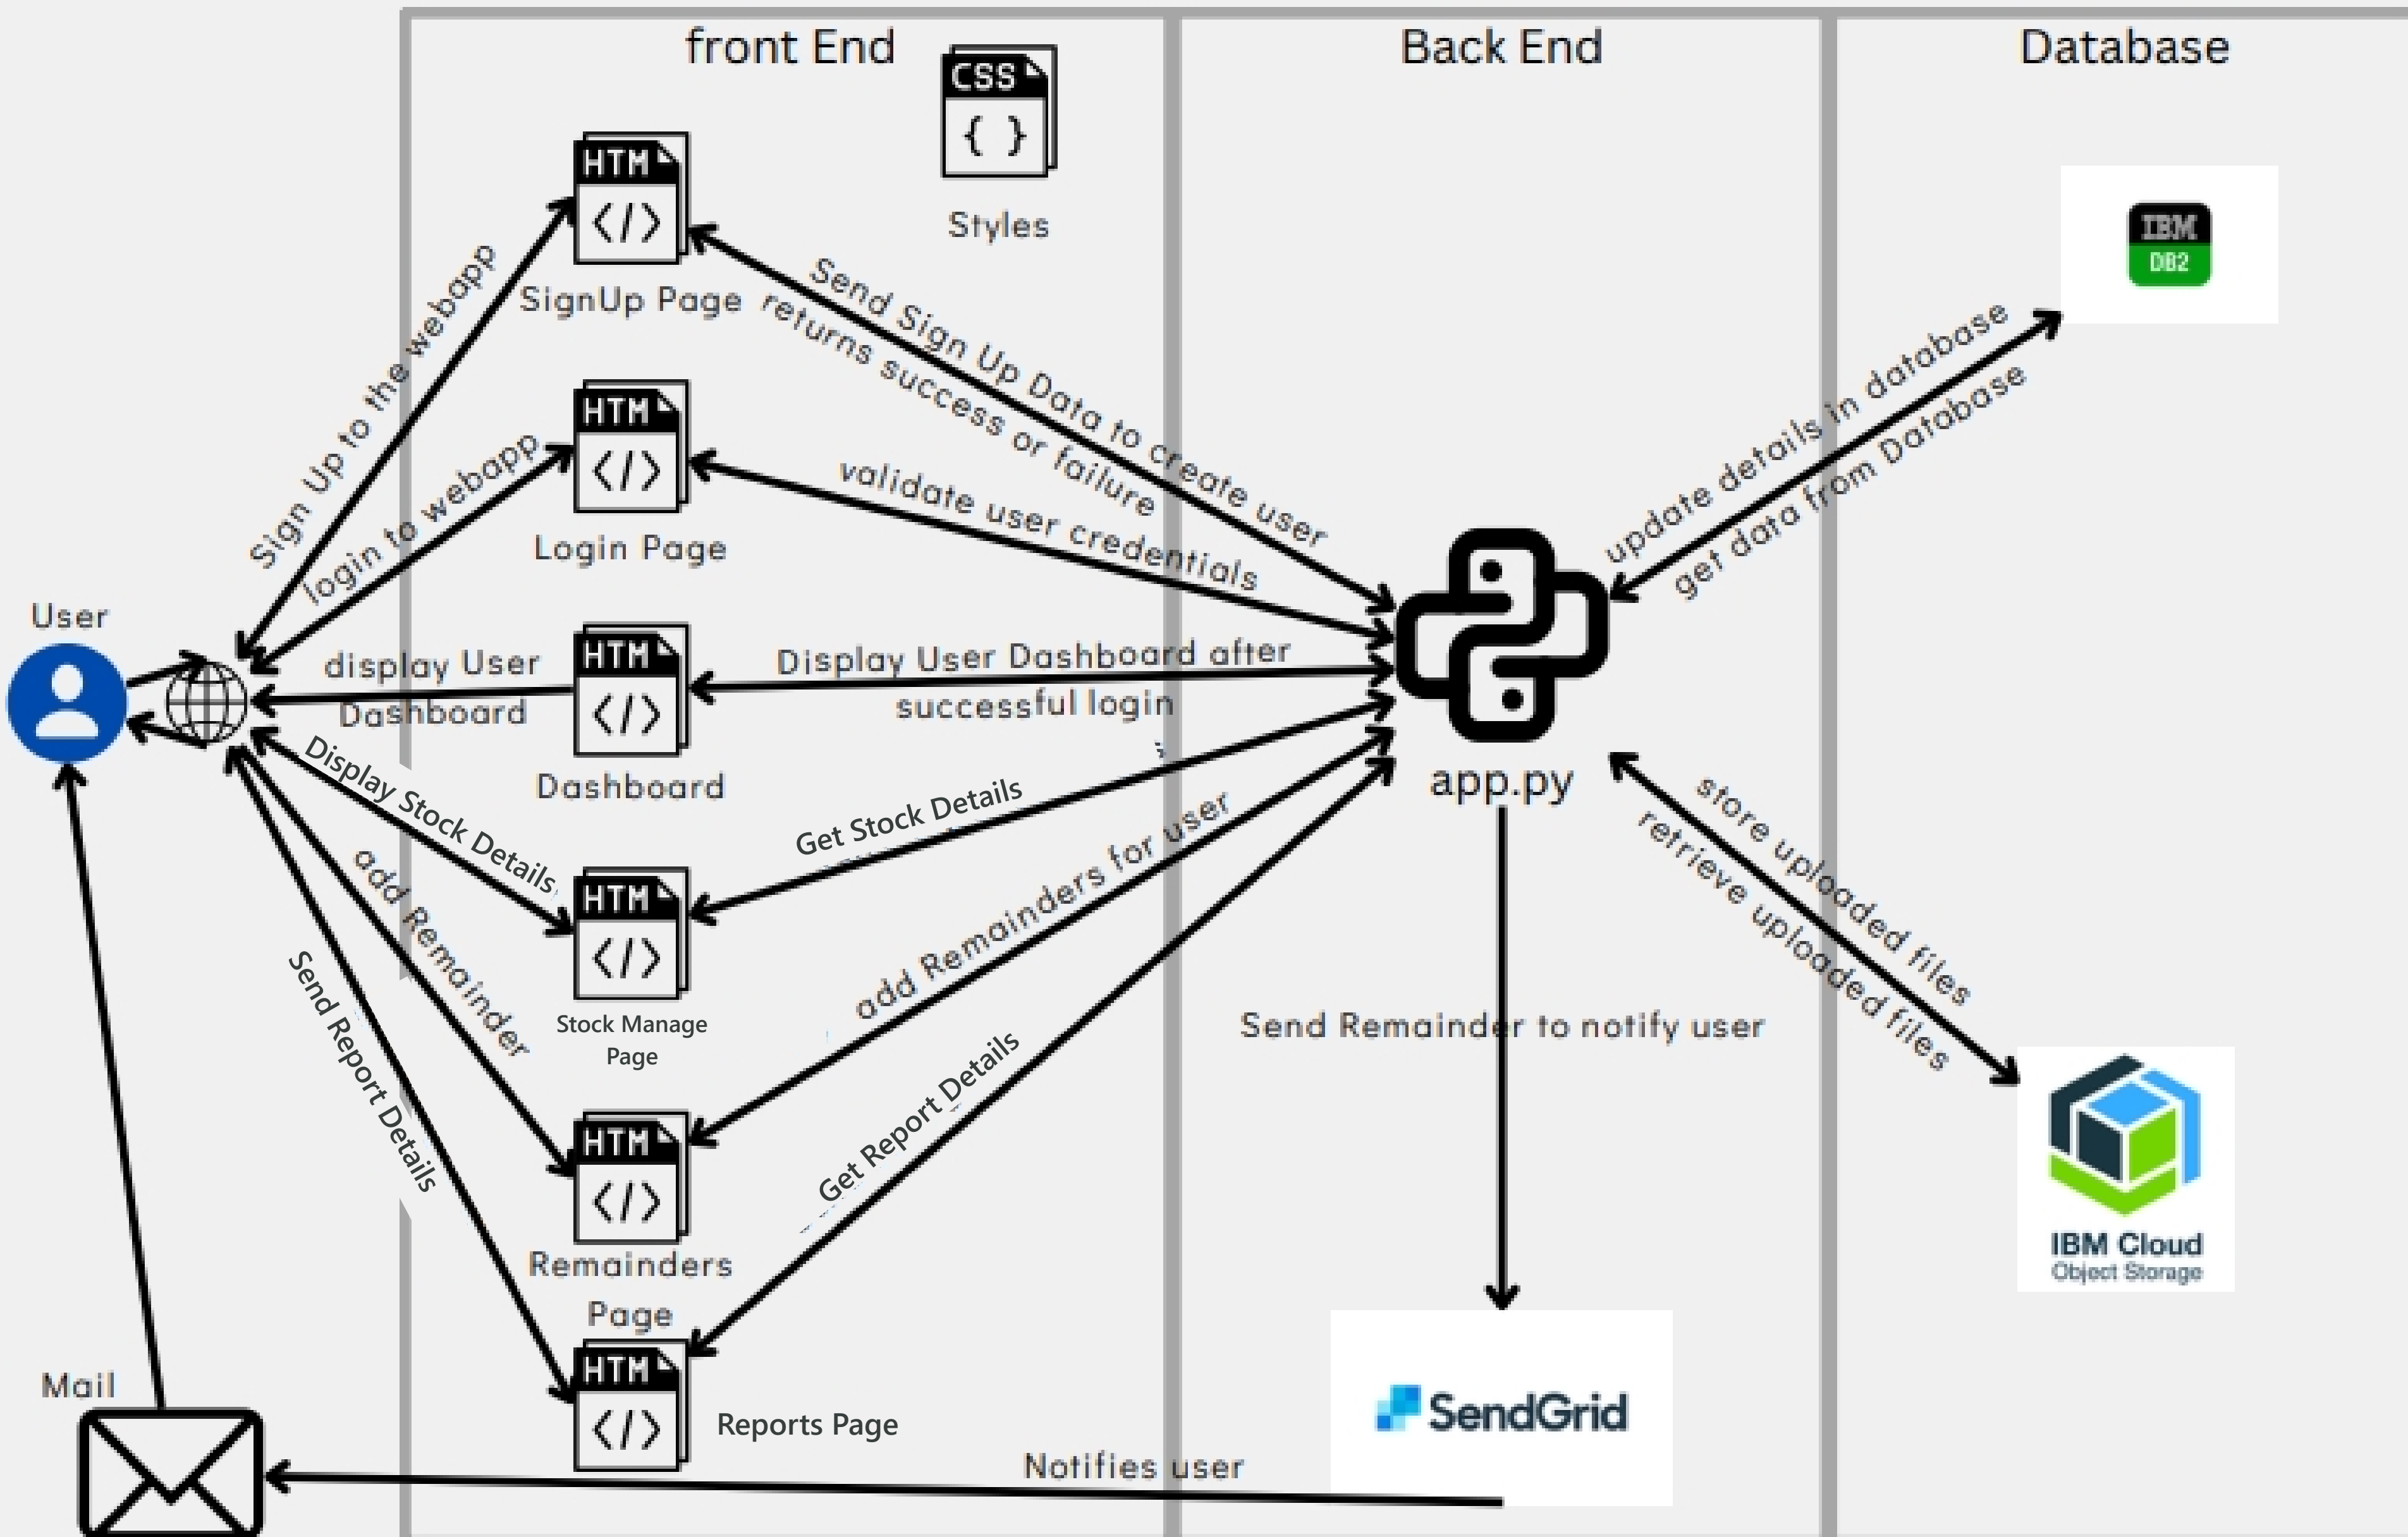 front End
Back End
Database
CSS
{ }
Styles
HTM
</>
SignUp Page
IBM
DB2
Sign Up to the webapp
Send Sign Up Data to create user
returns success or failure
HTM
</>
Login Page
login to webapp
validate user credentials
update details in database
get data from Database
User
HTM
</>
Dashboard
display User
Dashboard
Display User Dashboard after
successful login
app.py
Display Stock Details
Get Stock Details
HTM
</>
Stock Manage
Page
add Remainder
add Remainders for user
store uploaded files
retrieve uploaded files
Send Report Details
Get Report Details
Send Remainder to notify user
HTM
</>
Remainders
Page
IBM Cloud
Object Storage
HTM
</>
Reports Page
Mail
SendGrid
Notifies user